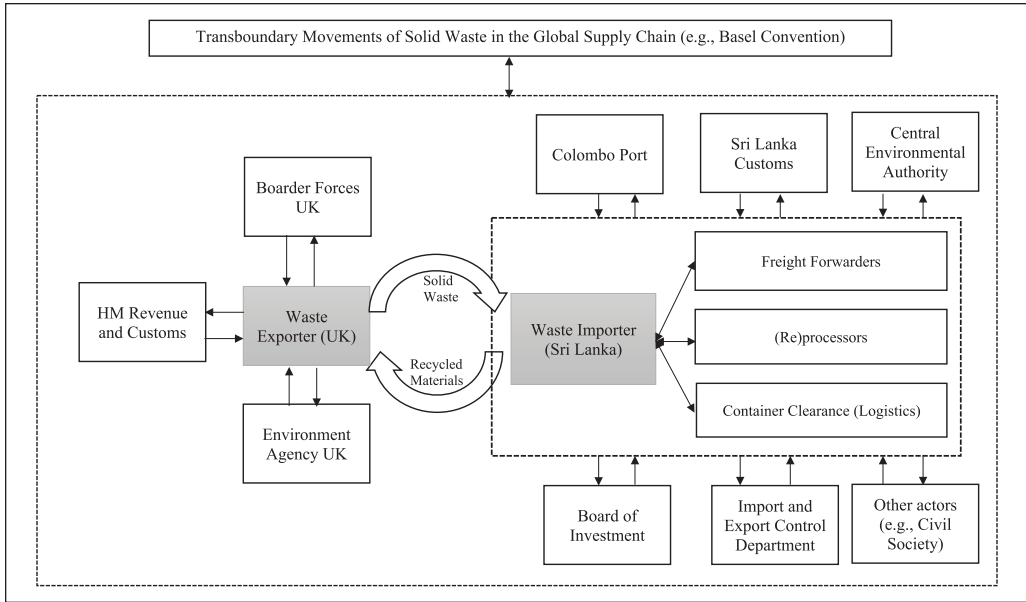 Transboundary Movements of Solid Waste in the Global Supply Chain (e.g., Basel Convention)
Colombo Port
Sri Lanka
Customs
Central
Environmental
Authority
Boarder Forces
UK
HM Revenue
and Customs
Waste
Exporter (UK)
Environment
Agency UK
Solid
Waste
Recycled
Materials
Waste Importer
(Sri Lanka)
Freight Forwarders
(Re)processors
Container Clearance (Logistics)
Board of
Investment
Import and
Export Control
Department
Other actors
(e.g., Civil
Society)